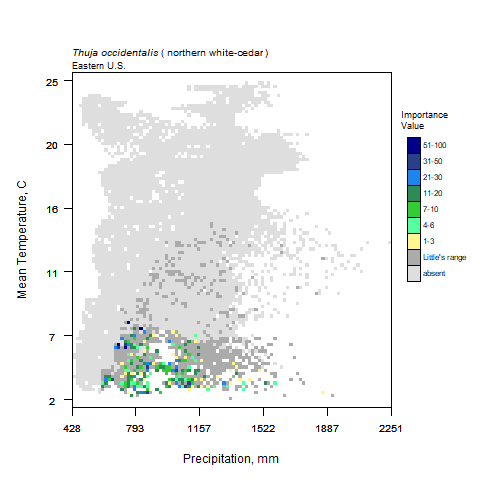 Thuja occidentalis ( northern white-cedar )
Eastern U.S.
25
20
16
11
7
2
Mean Temperature, C
428 793 1157 1522 1887 2251
Precipitation, mm
Importance
Value
51-100
31-50
21-30
11-20
7-10
4-6
1-3
Little's range
absent